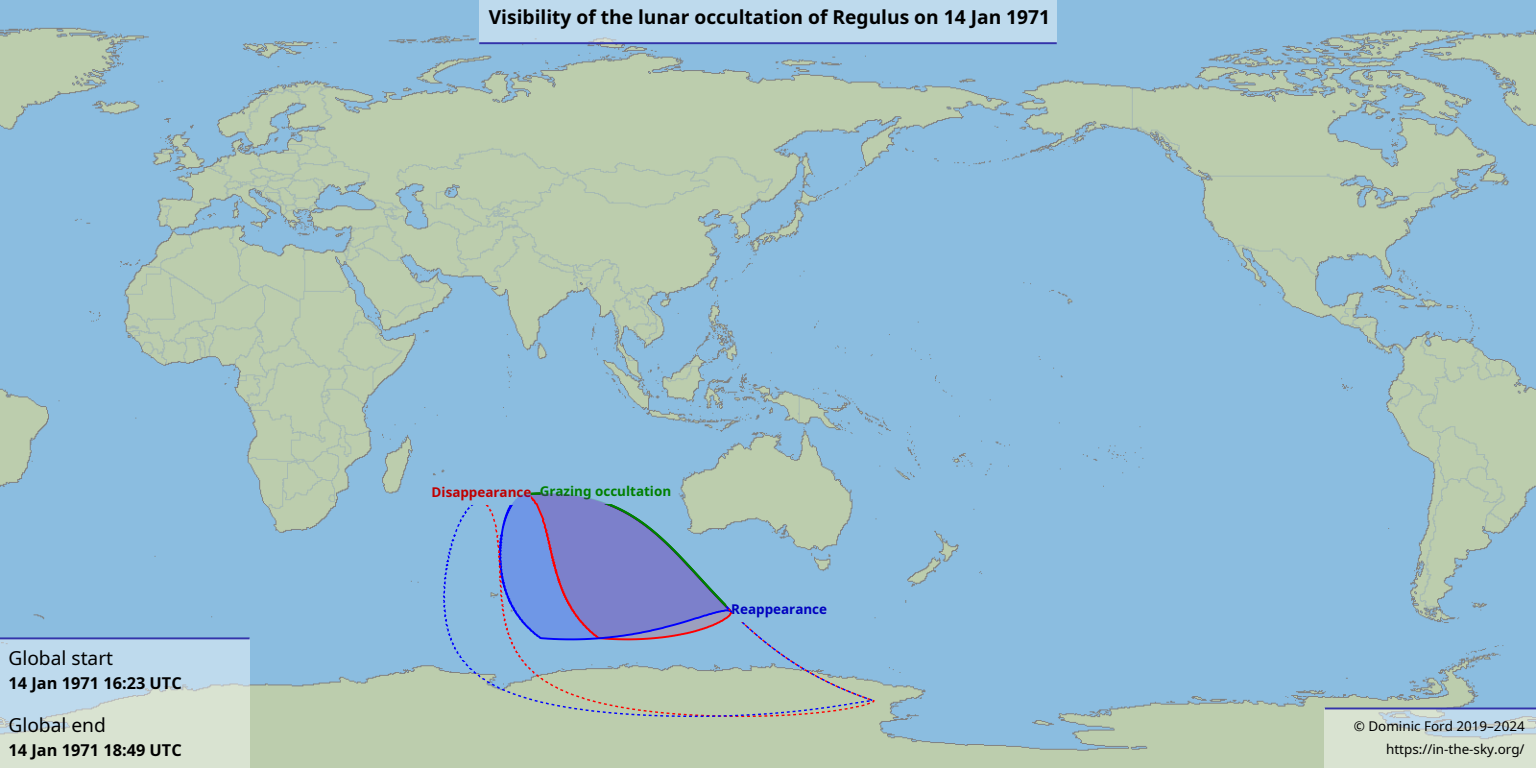 Visibility of the lunar occultation of Regulus on 14 Jan 1971
Disappearance
Grazing occultation
Reappearance
Global start
14 Jan 1971 16:23 UTC
Global end
14 Jan 1971 18:49 UTC
© Dominic Ford 2019–2024
https://in-the-sky.org/